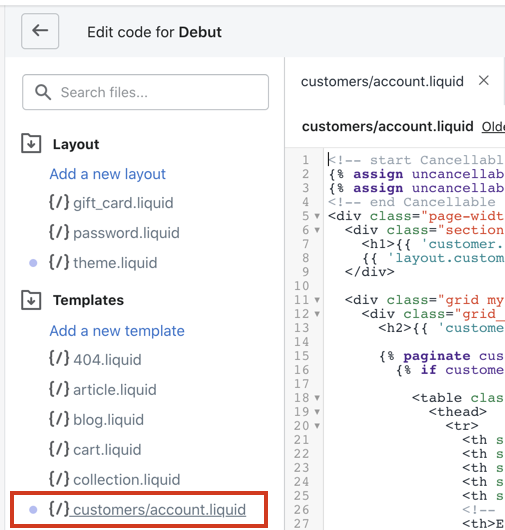 Edit code for Debut
Search files...
Layout
Add a new layout
{/} gift_card.liquid
{/} password.liquid
{/} theme.liquid
Templates
Add a new template
{/} 404.liquid
{/} article.liquid
{/} blog.liquid
{/} cart.liquid
{/} collection.liquid
{/} customers/account.liquid
customers/account.liquid ×
customers/account.liquid Olde
1 <!-- start Cancellabl
2 {% assign uncancellab
3 {% assign uncancellab
4 <!-- end Cancellable
5 <div class="page-widt
6 <div class="section
7 <h1>{{ 'customer.
8 {{ 'layout.custom
9 </div>
10
11 <div class="grid my
12 <div class="grid_
13 <h2>{{ 'custome
14
15 {% paginate cus
16 {% if custome
17
18 <table clas
19 <thead>
20 <tr>
21 <th s
22 <th s
23 <th s
24 <th s
25 <th s
26 <!--
27 <th>E